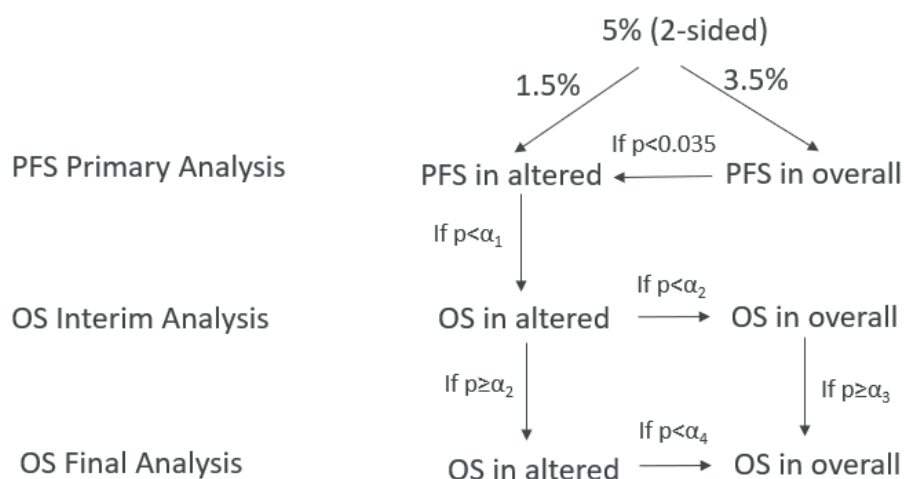 5% (2-sided)
1.5%
3.5%
If p<0.035
PFS Primary Analysis
PFS in altered
PFS in overall
If p<α₁
If p<α₂
OS Interim Analysis
OS in altered
OS in overall
If p≥α₂
If p≥α₃
If p<α₄
OS Final Analysis
OS in altered
OS in overall